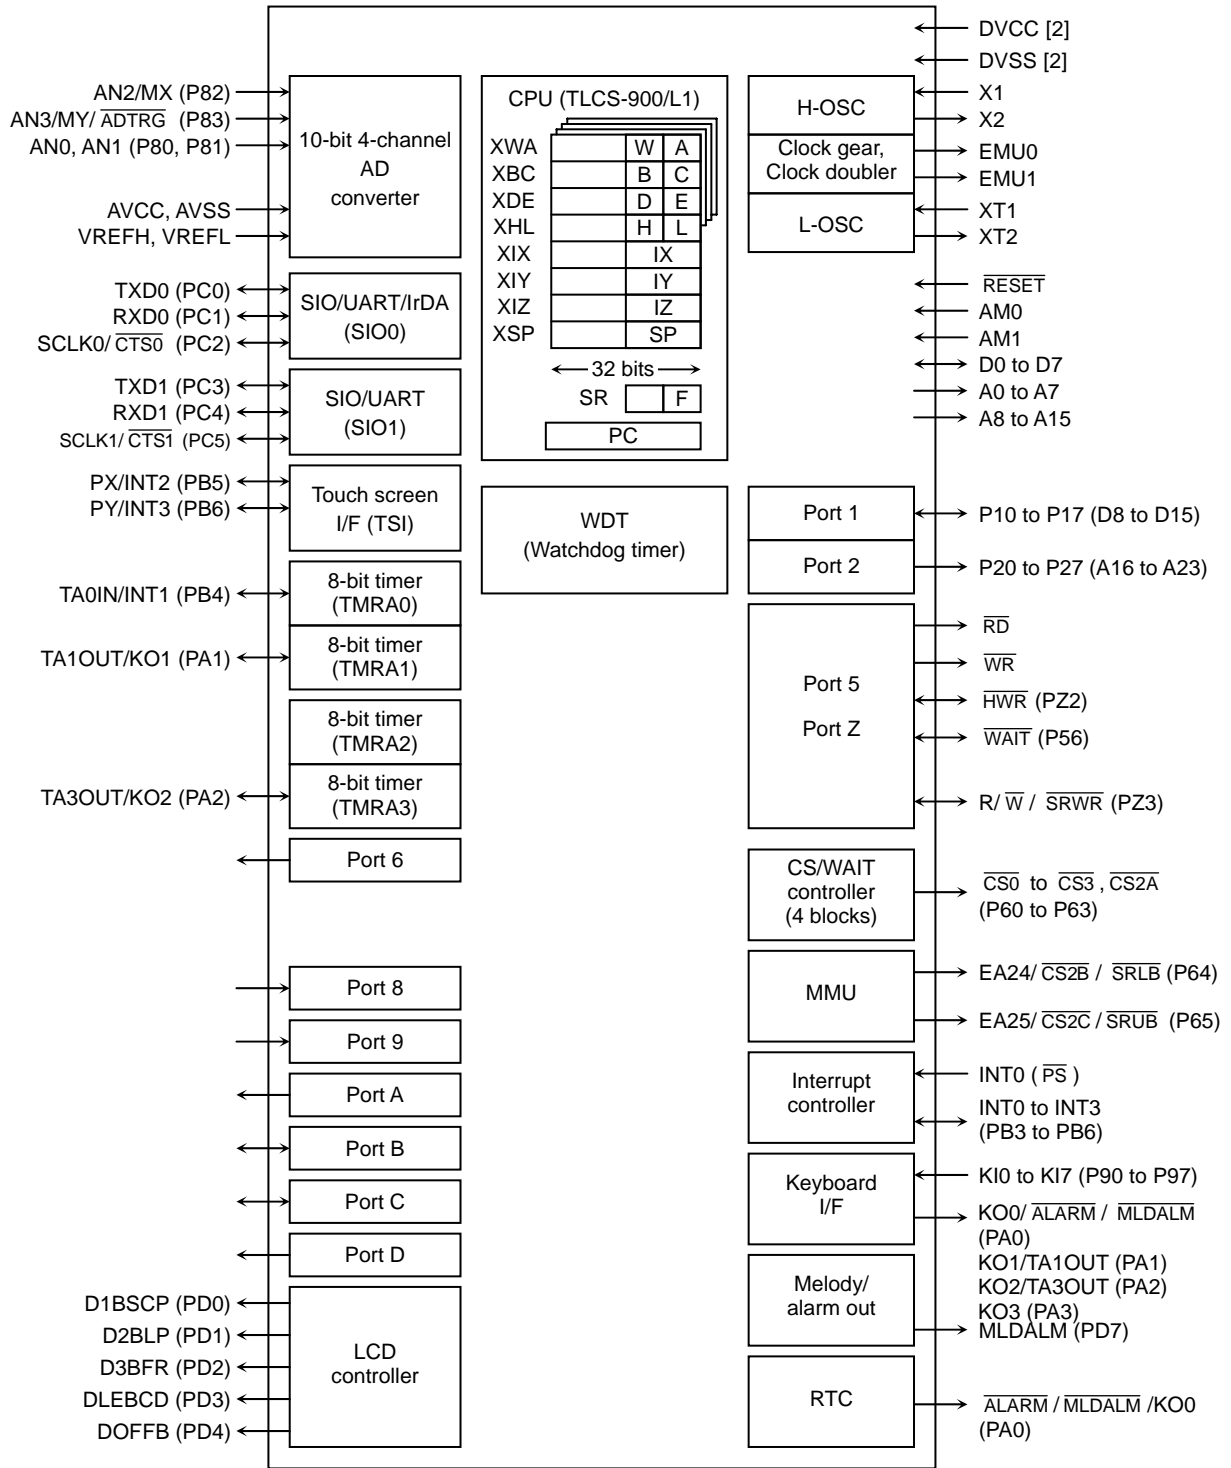 DVCC [2]
DVSS [2]
AN2/MX (P82)
AN3/MY/ ADTRG (P83)
AN0, AN1 (P80, P81)
AVCC, AVSS
VREFH, VREFL
10-bit 4-channel
AD
converter
TXD0 (PC0)
RXD0 (PC1)
SCLK0/ CTS0 (PC2)
SIO/UART/IrDA
(SIO0)
TXD1 (PC3)
RXD1 (PC4)
SCLK1/ CTS1 (PC5)
SIO/UART
(SIO1)
PX/INT2 (PB5)
PY/INT3 (PB6)
Touch screen
I/F (TSI)
TA0IN/INT1 (PB4)
8-bit timer
(TMRA0)
TA1OUT/KO1 (PA1)
8-bit timer
(TMRA1)
8-bit timer
(TMRA2)
TA3OUT/KO2 (PA2)
8-bit timer
(TMRA3)
Port 6
Port 8
Port 9
Port A
Port B
Port C
Port D
D1BSCP (PD0)
D2BLP (PD1)
D3BFR (PD2)
DLEBCD (PD3)
DOFFB (PD4)
LCD
controller
CPU (TLCS-900/L1)
XWA W A
XBC B C
XDE D E
XHL H L
XIX IX
XIY IY
XIZ IZ
XSP SP
32 bits
SR F
PC
WDT
(Watchdog timer)
H-OSC
X1
X2
Clock gear,
Clock doubler
EMU0
EMU1
L-OSC
XT1
XT2
RESET
AM0
AM1
D0 to D7
A0 to A7
A8 to A15
Port 1
P10 to P17 (D8 to D15)
Port 2
P20 to P27 (A16 to A23)
Port 5
Port Z
RD
WR
HWR (PZ2)
WAIT (P56)
R/ W / SRWR (PZ3)
CS/WAIT
controller
(4 blocks)
CS0 to CS3 , CS2A
(P60 to P63)
MMU
EA24/ CS2B / SRLB (P64)
EA25/ CS2C / SRUB (P65)
Interrupt
controller
INT0 ( PS )
INT0 to INT3
(PB3 to PB6)
Keyboard
I/F
KI0 to KI7 (P90 to P97)
KO0/ ALARM / MLDALM
(PA0)
KO1/TA1OUT (PA1)
KO2/TA3OUT (PA2)
KO3 (PA3)
Melody/
alarm out
MLDALM (PD7)
RTC
ALARM / MLDALM /KO0
(PA0)